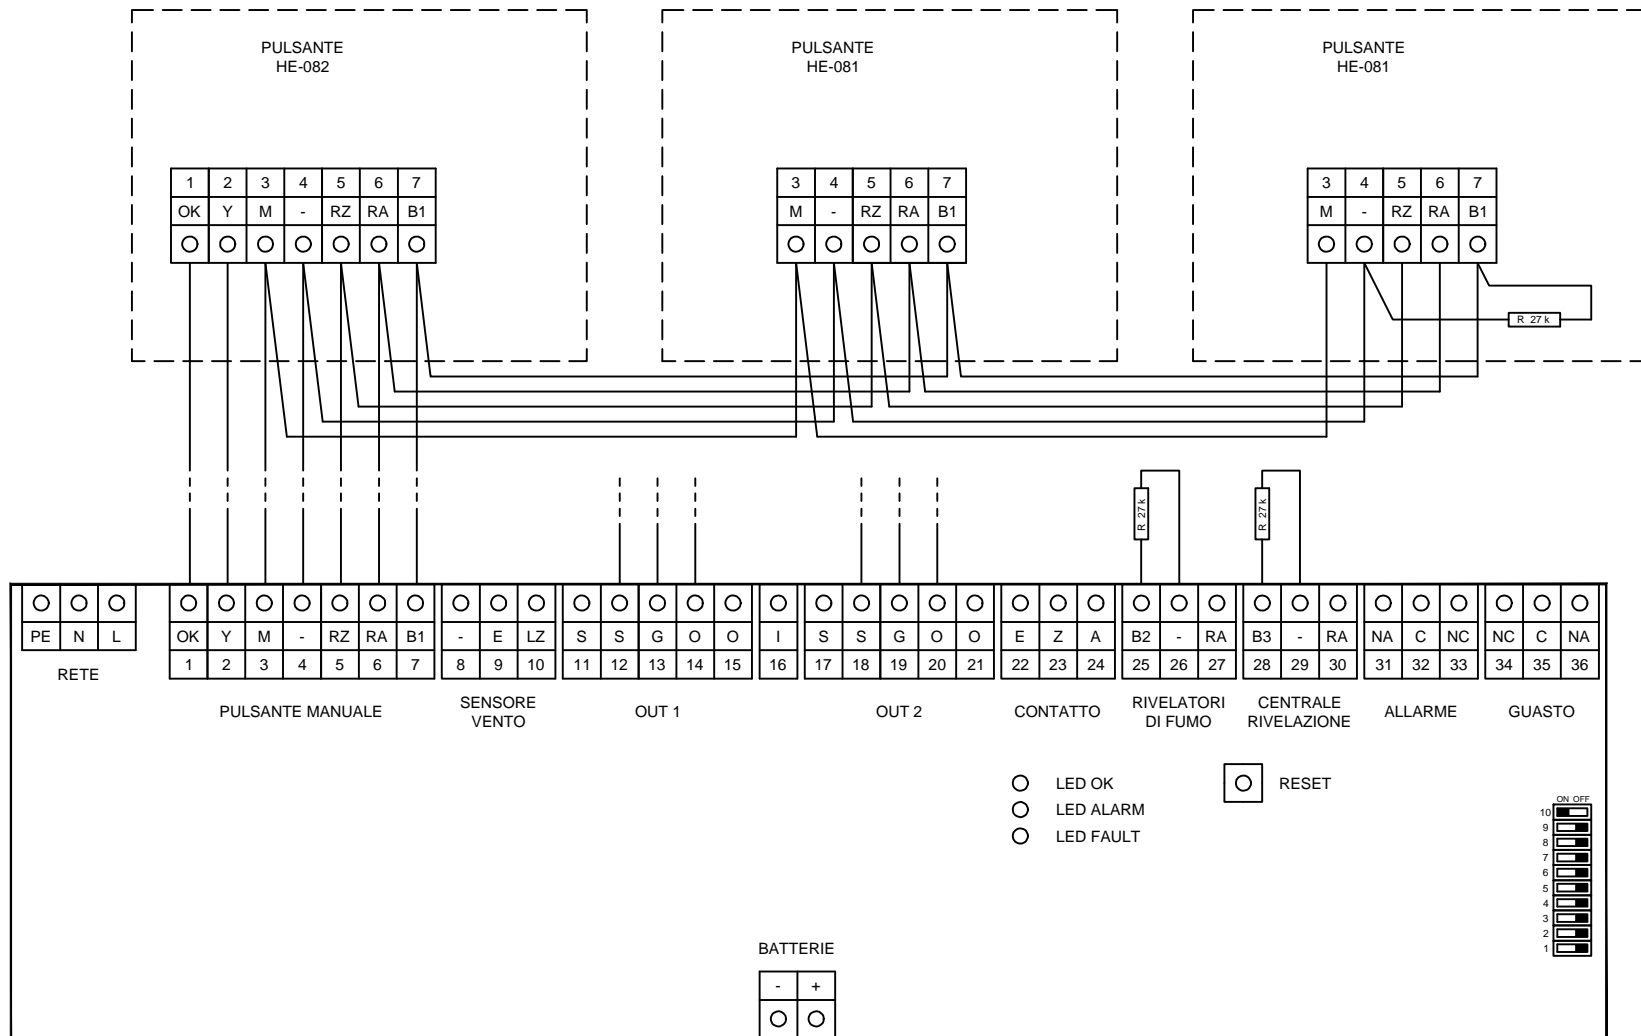 PULSANTE
HE-082
PULSANTE
HE-081
PULSANTE
HE-081
1 2 3 4 5 6 7
OK Y M - RZ RA B1
3 4 5 6 7
M - RZ RA B1
3 4 5 6 7
M - RZ RA B1
R 27 k
R 27 k
R 27 k
PE N L
RETE
OK Y M - RZ RA B1
1 2 3 4 5 6 7
PULSANTE MANUALE
- E LZ
8 9 10
SENSORE
VENTO
S S G O O
11 12 13 14 15
OUT 1
I
16
S S G O O
17 18 19 20 21
OUT 2
E Z A
22 23 24
CONTATTO
B2 - RA
25 26 27
RIVELATORI
DI FUMO
B3 - RA
28 29 30
CENTRALE
RIVELAZIONE
NA C NC
31 32 33
ALLARME
NC C NA
34 35 36
GUASTO
LED OK
LED ALARM
LED FAULT
RESET
ON OFF
10
9
8
7
6
5
4
3
2
1
BATTERIE
- +